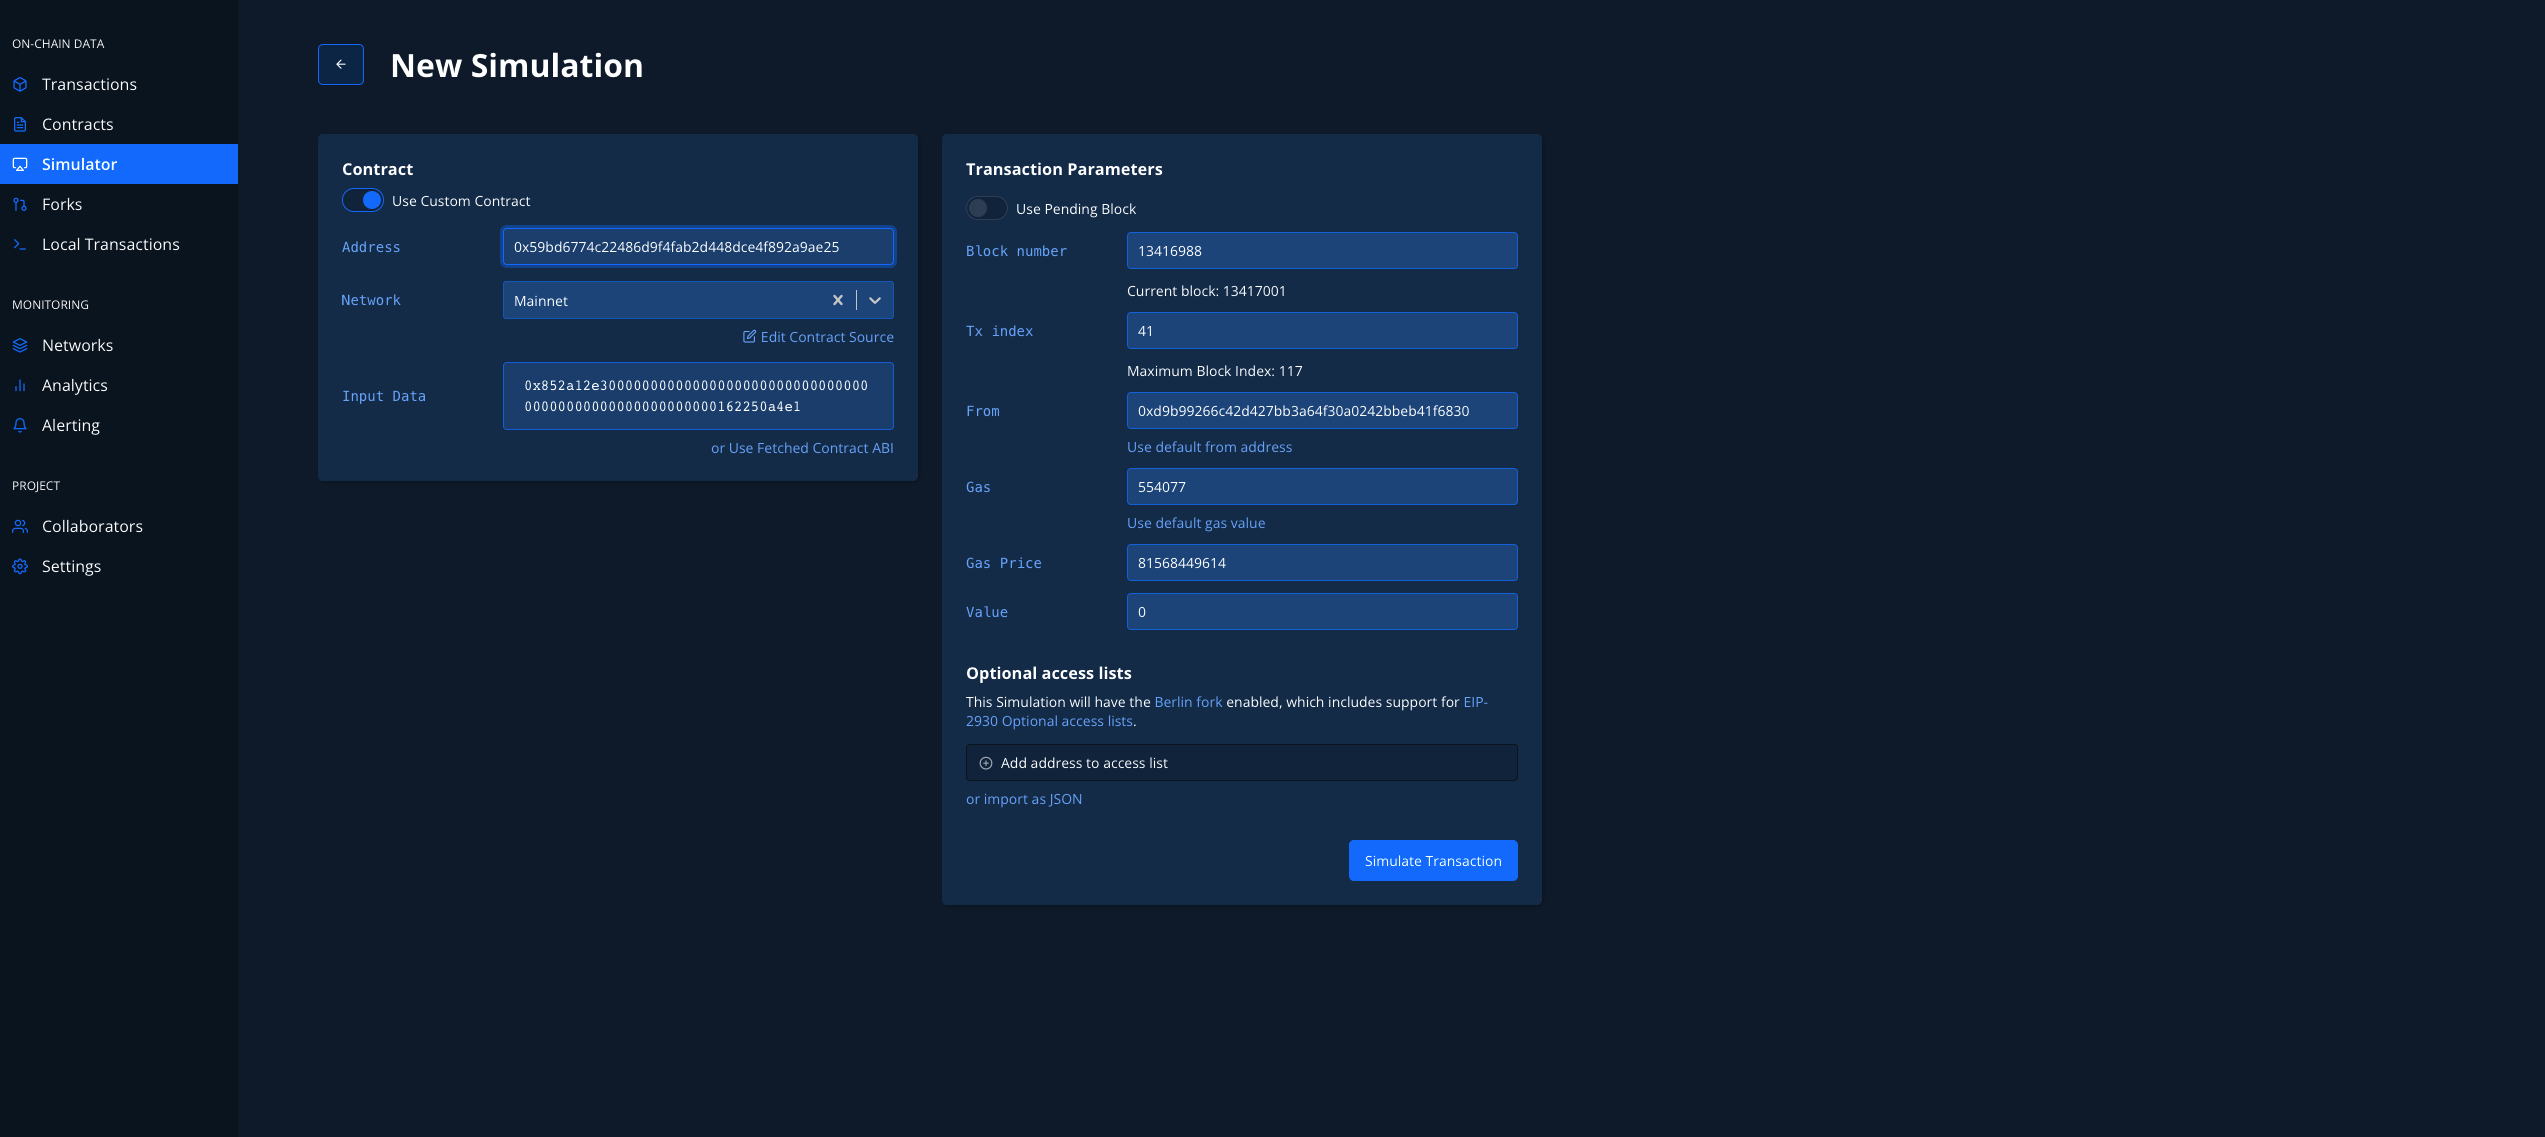 ON-CHAIN DATA
Transactions
Contracts
Simulator
Forks
Local Transactions
MONITORING
Networks
Analytics
Alerting
PROJECT
Collaborators
Settings
New Simulation
Contract
Use Custom Contract
Address
0x59bd6774c22486d9f4fab2d448dce4f892a9ae25
Network
Mainnet
Edit Contract Source
Input Data
0x852a12e3000000000000000000000000000000
0000000000000000000000162250a4e1
or Use Fetched Contract ABI
Transaction Parameters
Use Pending Block
Block number
13416988
Current block: 13417001
Tx index
41
Maximum Block Index: 117
From
0xd9b99266c42d427bb3a64f30a0242bbeb41f6830
Use default from address
Gas
554077
Use default gas value
Gas Price
81568449614
Value
0
Optional access lists
This Simulation will have the Berlin fork enabled, which includes support for EIP-
2930 Optional access lists.
Add address to access list
or import as JSON
Simulate Transaction